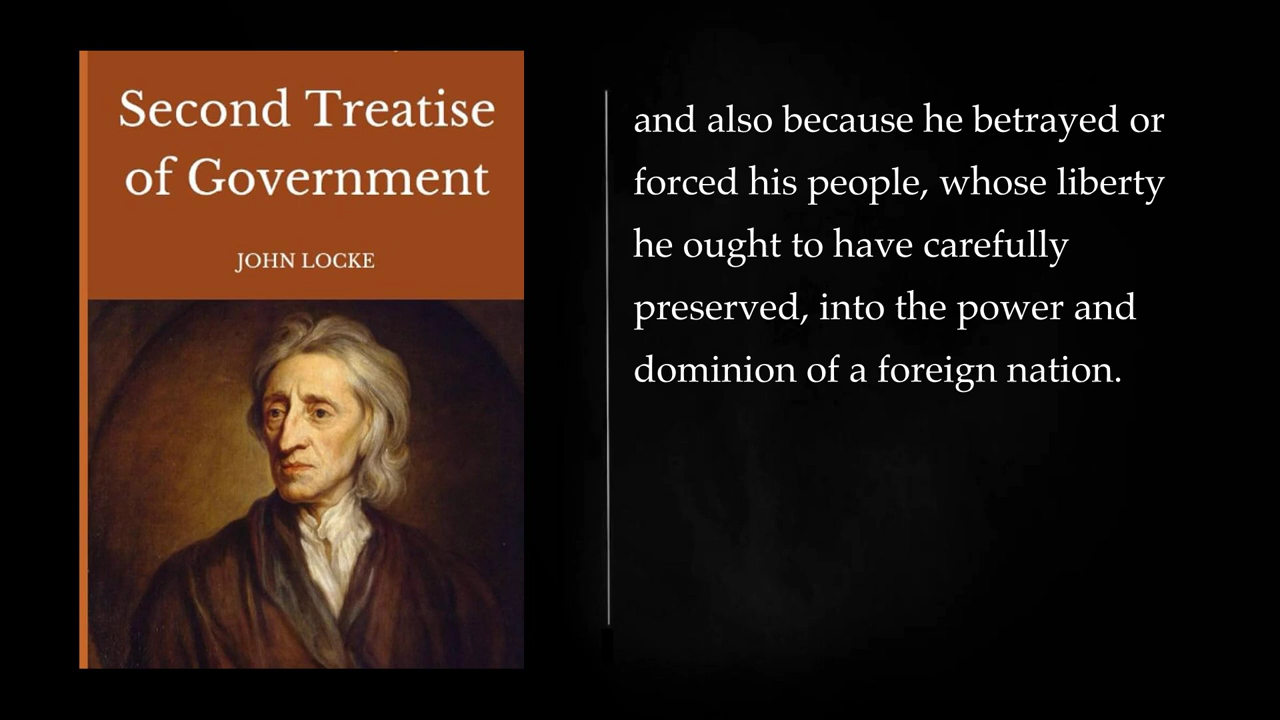 Second Treatise
of Government
JOHN LOCKE
and also because he betrayed or
forced his people, whose liberty
he ought to have carefully
preserved, into the power and
dominion of a foreign nation.